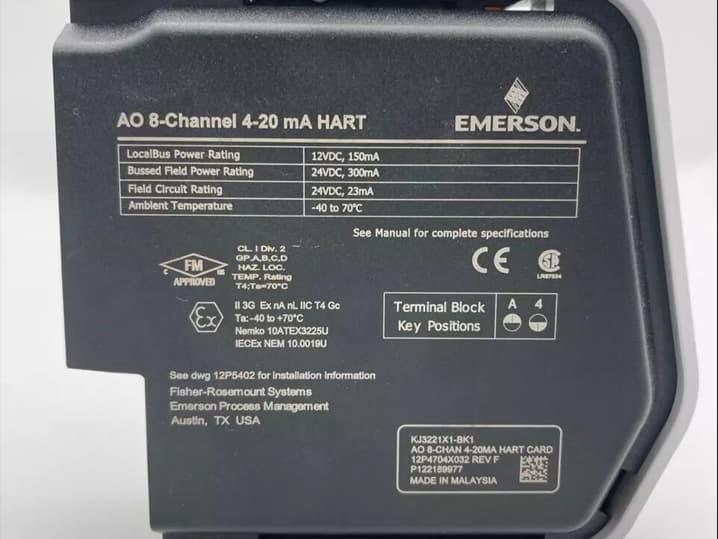 AO 8-Channel 4-20 mA HART
EMERSON.
LocalBus Power Rating 12VDC, 150mA
Bussed Field Power Rating 24VDC, 300mA
Field Circuit Rating 24VDC, 23mA
Ambient Temperature -40 to 70°C
See Manual for complete specifications
CL. I Div. 2
GP.A,B,C,D
HAZ. LOC.
TEMP. Rating
T4;Ta=70°C
C FM US
APPROVED
CE
LR67234
Ex
II 3G Ex nA nL IIC T4 Gc
Ta:-40 to +70°C
Nemko 10ATEX3225U
IECEx NEM 10.0019U
Terminal Block
Key Positions
A 4
See dwg 12P5402 for installation information
Fisher-Rosemount Systems
Emerson Process Management
Austin, TX USA
KJ3221X1-BK1
AO 8-CHAN 4-20MA HART CARD
12P4704X032 REV F
P122189977
MADE IN MALAYSIA